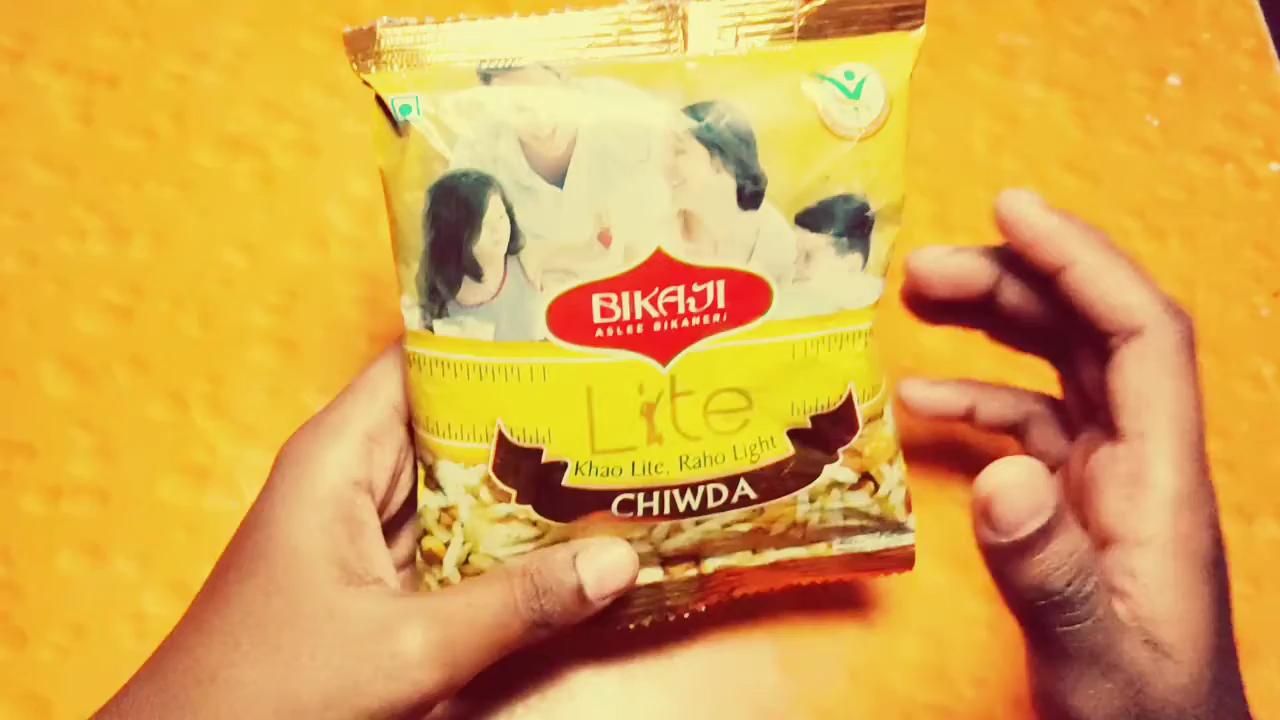 BIKAJI
ASLEE BIKANERI
Lite
Khao Lite, Raho Light
CHIWDA